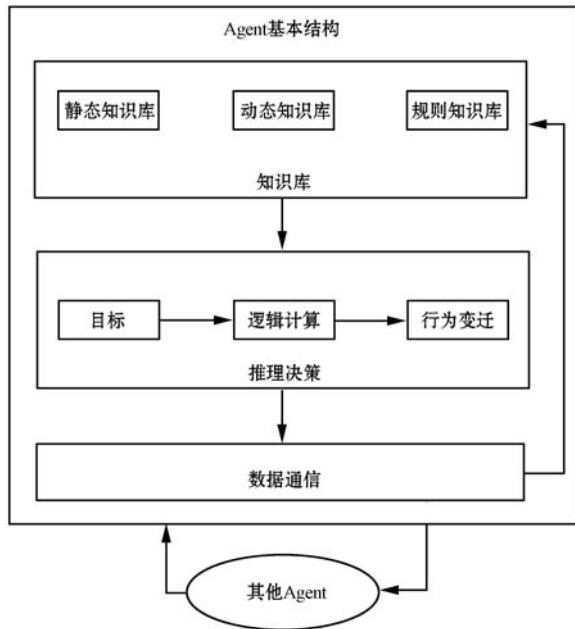 Agent基本结构
静态知识库 动态知识库 规则知识库
知识库
目标 逻辑计算 行为变迁
推理决策
数据通信
其他Agent